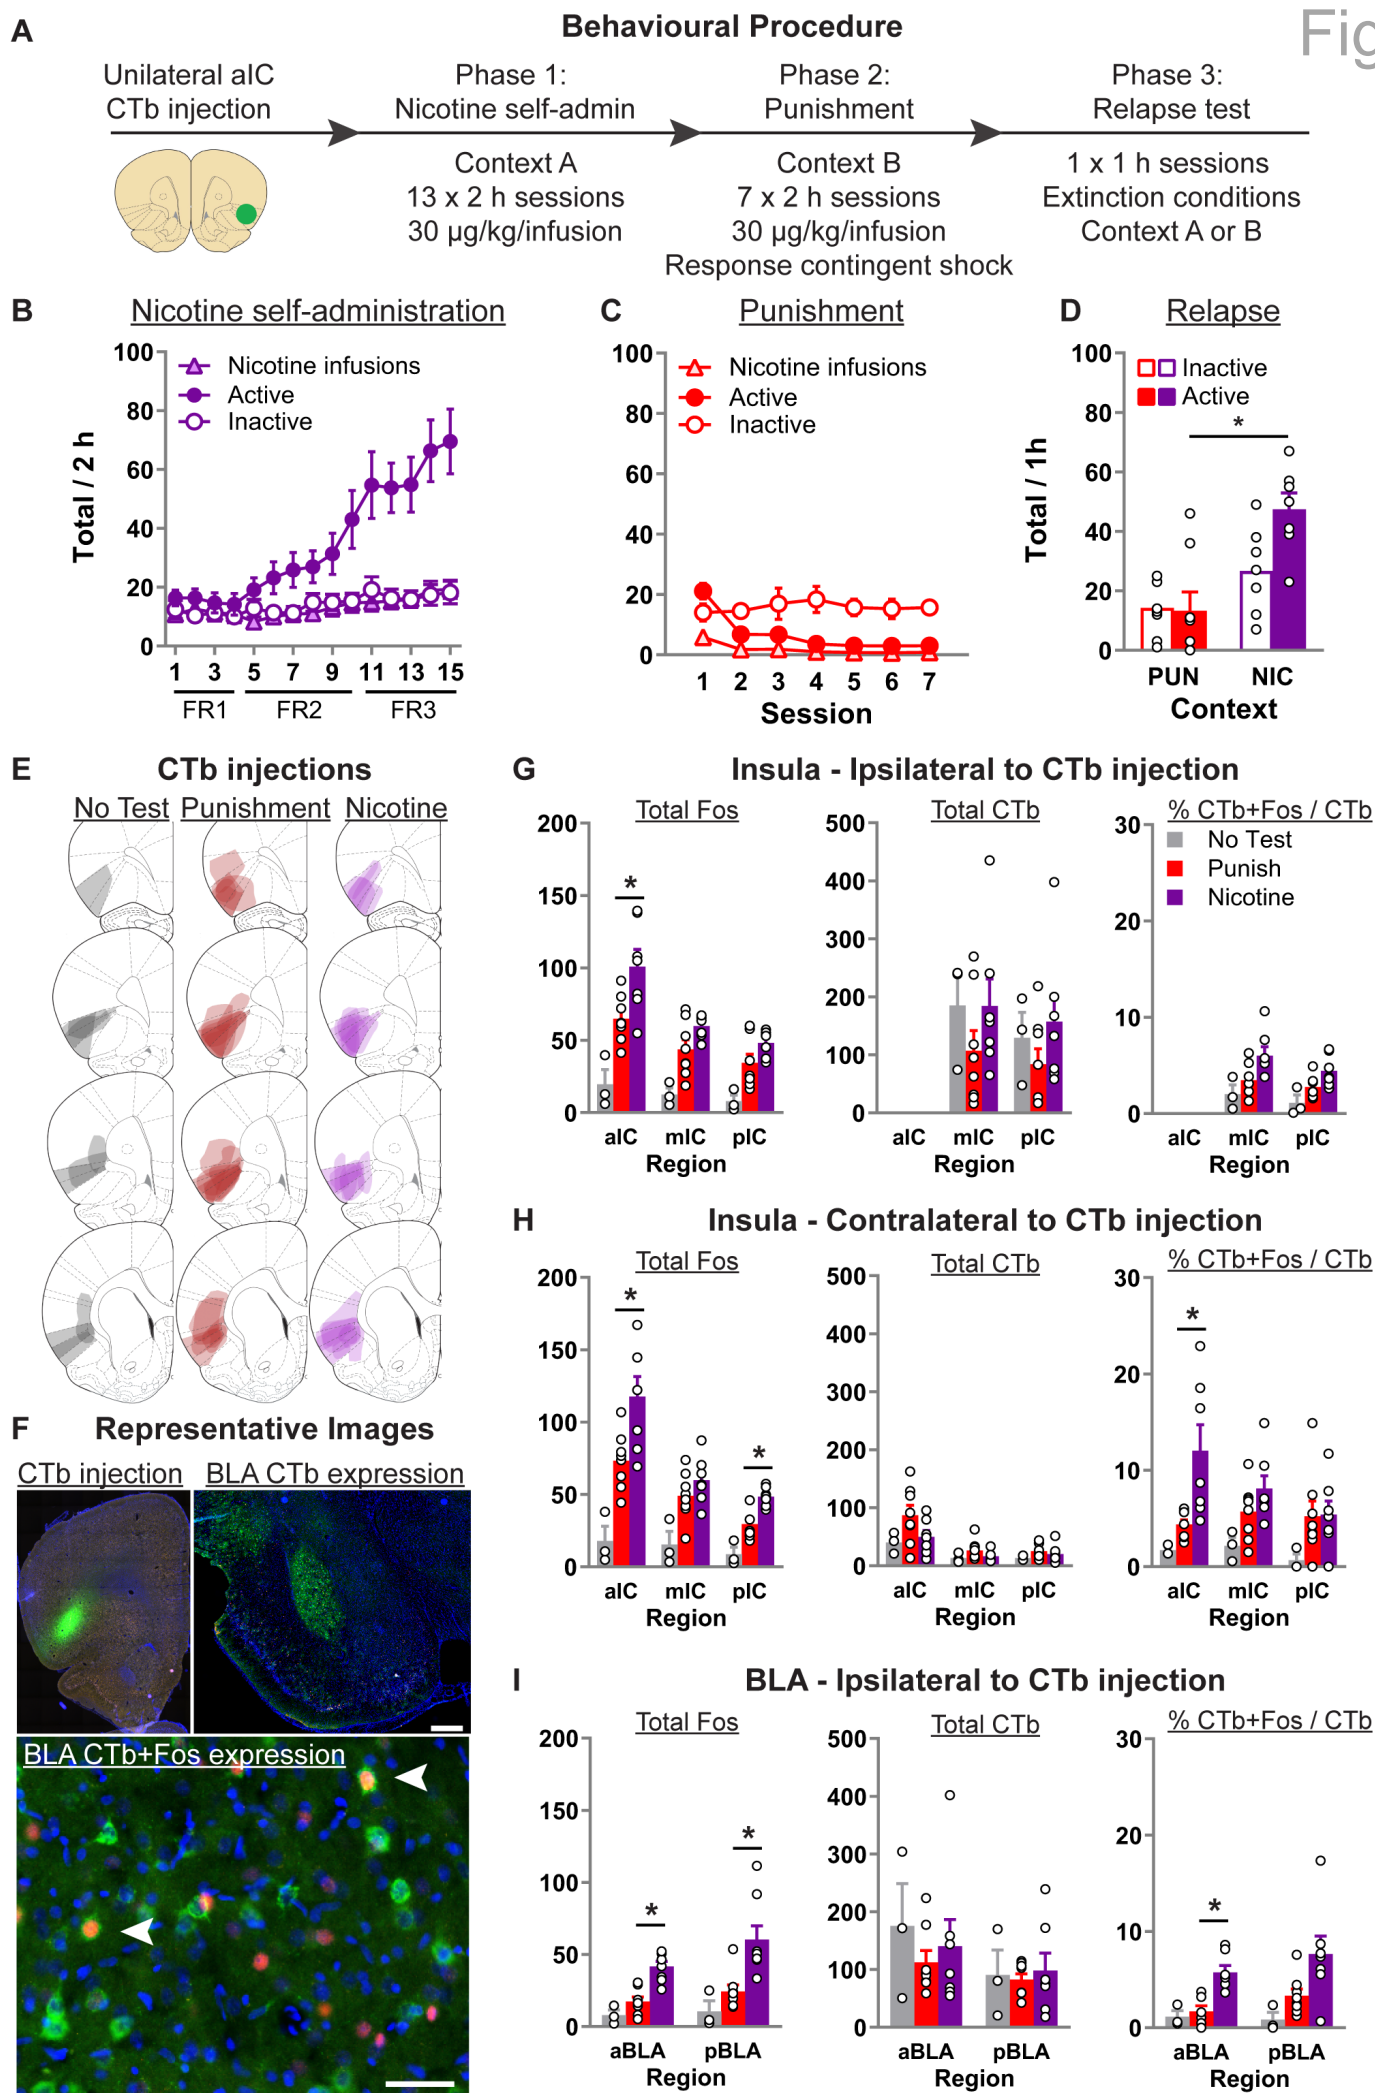 Fig
A
Behavioural Procedure
Unilateral aIC
CTb injection
Phase 1:
Nicotine self-admin
Phase 2:
Punishment
Phase 3:
Relapse test
Context A
13 x 2 h sessions
30 µg/kg/infusion
Context B
7 x 2 h sessions
30 µg/kg/infusion
Response contingent shock
1 x 1 h sessions
Extinction conditions
Context A or B
B
Nicotine self-administration
Total / 2 h
100
80
60
40
20
0
Nicotine infusions
Active
Inactive
1 3 5 7 9 11 13 15
FR1 FR2 FR3
C
Punishment
100
80
60
40
20
0
Nicotine infusions
Active
Inactive
1 2 3 4 5 6 7
Session
D
Relapse
Total / 1h
100
80
60
40
20
0
Inactive
Active
*
PUN NIC
Context
E
CTb injections
No Test Punishment Nicotine
F
Representative Images
CTb injection
BLA CTb expression
BLA CTb+Fos expression
G
Insula - Ipsilateral to CTb injection
Total Fos
200
150
100
50
0
*
aIC mIC pIC
Region
Total CTb
500
400
300
200
100
0
aIC mIC pIC
Region
% CTb+Fos / CTb
30
20
10
0
No Test
Punish
Nicotine
aIC mIC pIC
Region
H
Insula - Contralateral to CTb injection
Total Fos
200
150
100
50
0
*
*
aIC mIC pIC
Region
Total CTb
500
400
300
200
100
0
aIC mIC pIC
Region
% CTb+Fos / CTb
30
20
10
0
*
aIC mIC pIC
Region
I
BLA - Ipsilateral to CTb injection
Total Fos
200
150
100
50
0
*
*
aBLA pBLA
Region
Total CTb
500
400
300
200
100
0
aBLA pBLA
Region
% CTb+Fos / CTb
30
20
10
0
*
aBLA pBLA
Region